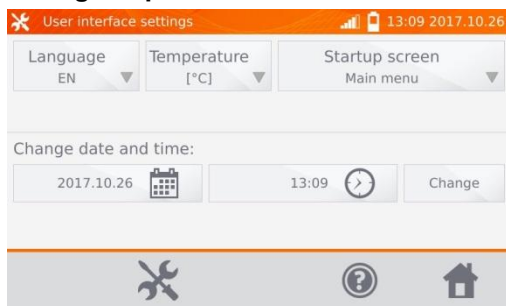 User interface settings 13:09 2017.10.26
Language Temperature Startup screen
EN [°C] Main menu
Change date and time:
2017.10.26 13:09 Change